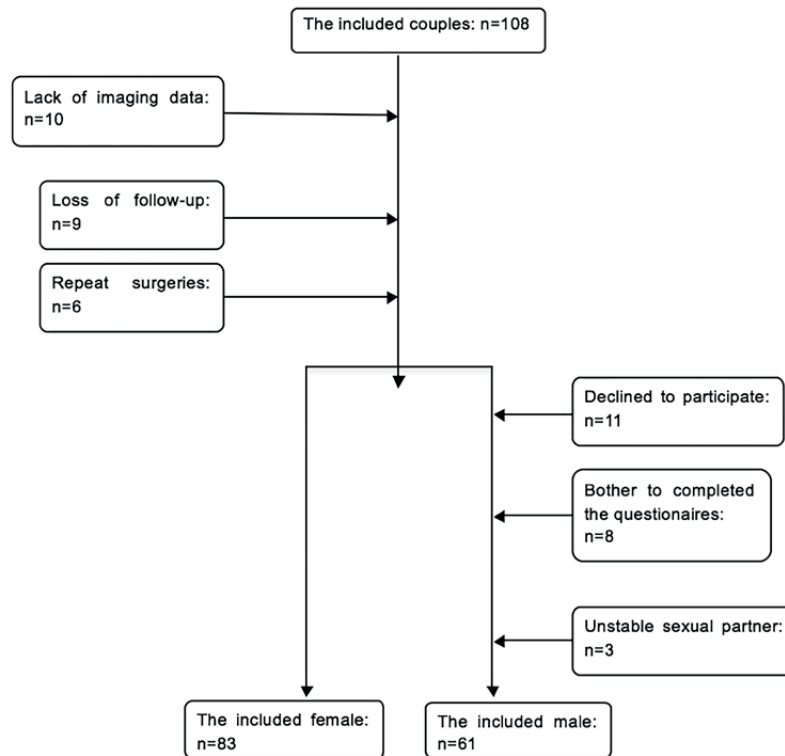 The included couples: n=108
Lack of imaging data:
n=10
Loss of follow-up:
n=9
Repeat surgeries:
n=6
Declined to participate:
n=11
Bother to completed
the questionaires:
n=8
Unstable sexual partner:
n=3
The included female:
n=83
The included male:
n=61